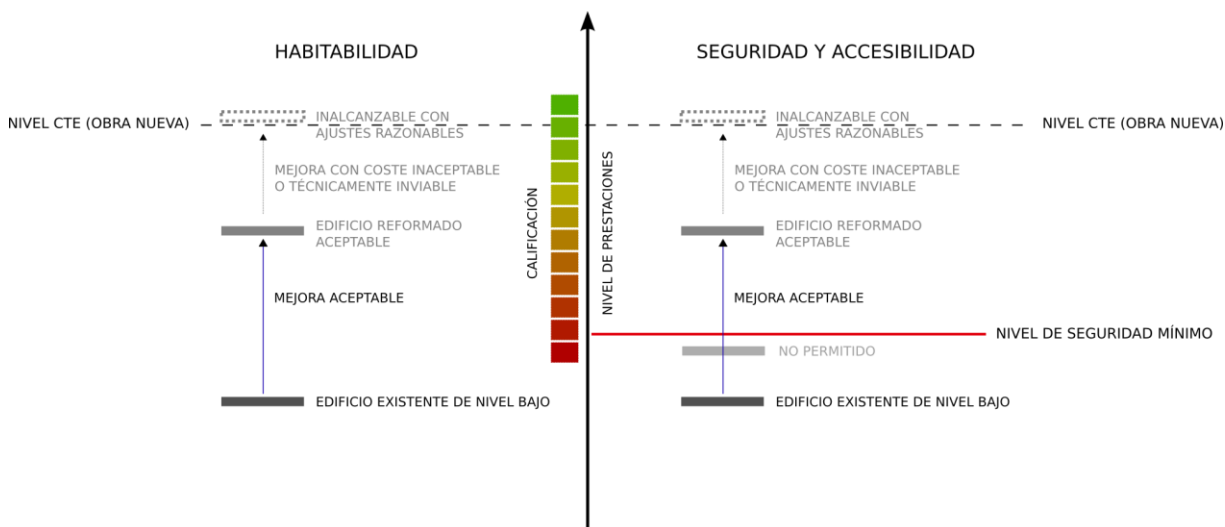 HABITABILIDAD
SEGURIDAD Y ACCESIBILIDAD
NIVEL CTE (OBRA NUEVA)
INALCANZABLE CON
AJUSTES RAZONABLES
MEJORA CON COSTE INACEPTABLE
O TÉCNICAMENTE INVIABLE
EDIFICIO REFORMADO
ACEPTABLE
MEJORA ACEPTABLE
EDIFICIO EXISTENTE DE NIVEL BAJO
CALIFICACIÓN
NIVEL DE PRESTACIONES
INALCANZABLE CON
AJUSTES RAZONABLES
NIVEL CTE (OBRA NUEVA)
MEJORA CON COSTE INACEPTABLE
O TÉCNICAMENTE INVIABLE
EDIFICIO REFORMADO
ACEPTABLE
MEJORA ACEPTABLE
NIVEL DE SEGURIDAD MÍNIMO
NO PERMITIDO
EDIFICIO EXISTENTE DE NIVEL BAJO